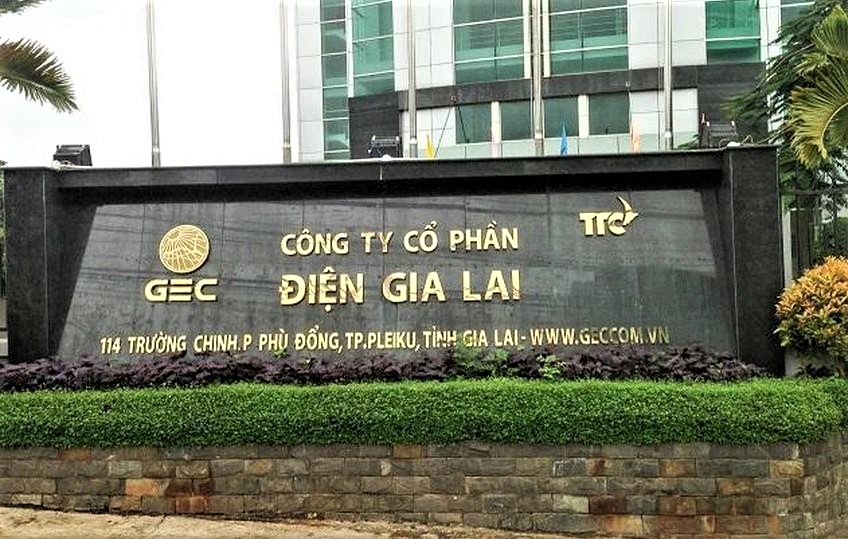 GEC
CÔNG TY CỔ PHẦN
ĐIỆN GIA LAI
TTC
114 TRƯỜNG CHINH.P PHÙ ĐỔNG, TP.PLEIKU, TỈNH GIA LAI - WWW.GECCOM.VN